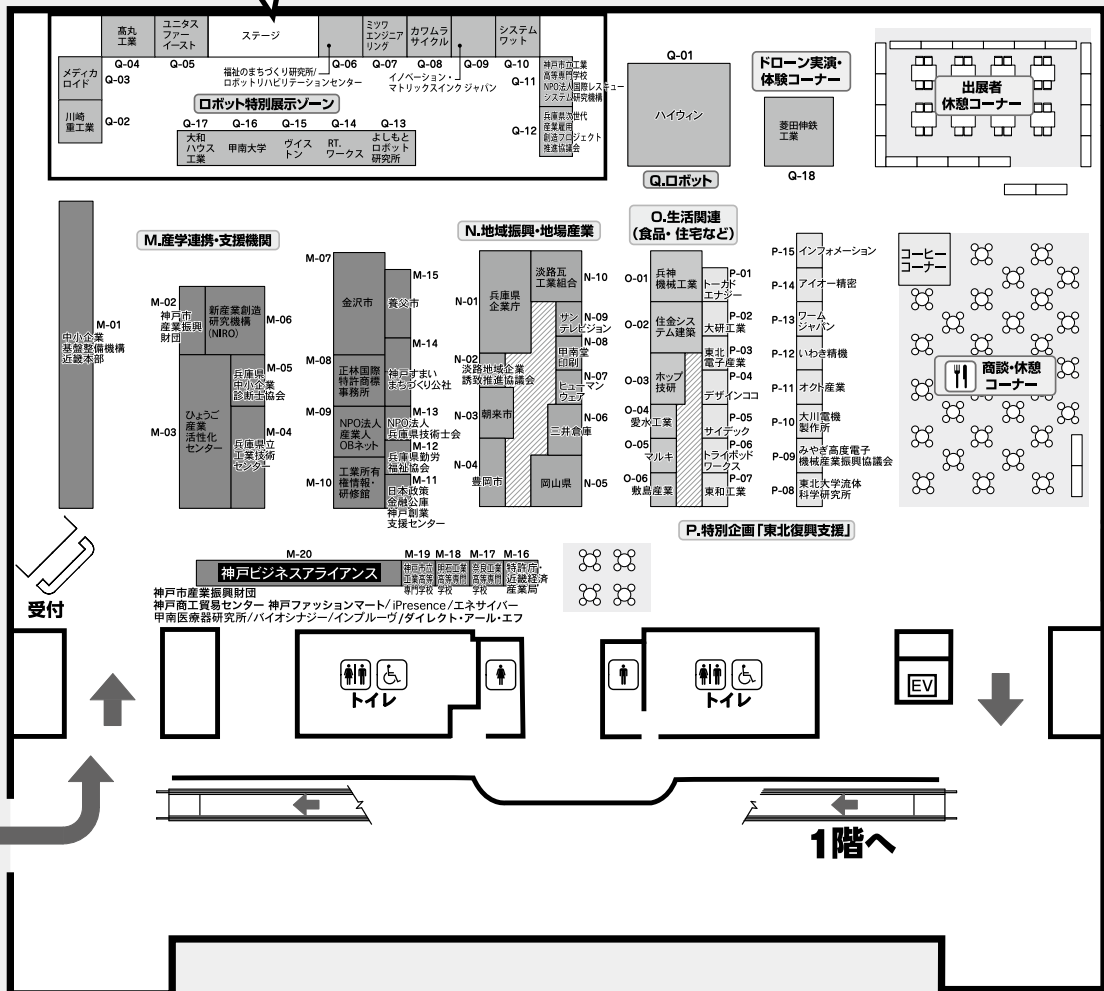 髙丸
工業
Q-04
ユニタス
ファー
イースト
Q-05
ステージ
福祉のまちづくり研究所/
ロボットリハビリテーションセンター
Q-06
ミツワ
エンジニア
リング
Q-07
カワムラ
サイクル
Q-08
イノベーション・
マトリックスインク ジャパン
Q-09
システム
ワット
Q-10
メディカ
ロイド
Q-03
川崎
重工業
Q-02
Q-11
神戸市立工業
高等専門学校
NPO法人国際レスキュー
システム研究機構
Q-12
兵庫県次世代
産業雇用
創造プロジェクト
推進協議会
ロボット特別展示ゾーン
Q-17
大和
ハウス
工業
Q-16
甲南大学
Q-15
ヴイス
トン
Q-14
RT.
ワークス
Q-13
よしもと
ロボット
研究所
Q-01
ハイウィン
Q.ロボット
ドローン実演・
体験コーナー
菱田伸鉄
工業
Q-18
出展者
休憩コーナー
M.産学連携・支援機関
M-01
中小企業
基盤整備機構
近畿本部
M-02
神戸市
産業振興
財団
新産業創造
研究機構
(NIRO)
M-06
M-03
ひょうご
産業
活性化
センター
M-05
兵庫県
中小企業
診断士協会
M-04
兵庫県立
工業技術
センター
M-07
金沢市
M-15
養父市
M-08
正林国際
特許商標
事務所
M-14
神戸すまい
まちづくり公社
M-09
NPO法人
産業人
OBネット
M-13
NPO法人
兵庫県技術士会
M-12
兵庫県勤労
福祉協会
M-10
工業所有
権情報・
研修館
M-11
日本政策
金融公庫
神戸創業
支援センター
N.地域振興・地場産業
N-01
兵庫県
企業庁
淡路瓦
工業組合
N-10
サン
テレビジョン
N-09
N-08
甲南堂
印刷
N-02
淡路地域企業
誘致推進協議会
N-07
ヒューマン
ウェア
N-03
朝来市
N-06
三井倉庫
N-04
豊岡市
岡山県
N-05
O.生活関連
(食品・住宅など)
O-01
兵神
機械工業
P-01
トーカド
エナジー
O-02
住金シス
テム建築
P-02
大研工業
P-03
東北
電子産業
O-03
ホップ
技研
P-04
デザインココ
O-04
愛水工業
P-05
サイデック
O-05
マルキ
P-06
トライポッド
ワークス
O-06
敷島産業
P-07
東和工業
P-15 インフォメーション
P-14 アイオー精密
P-13 ワーム
ジャパン
P-12 いわき精機
P-11 オクト産業
P-10 大川電機
製作所
P-09 みやぎ高度電子
機械産業振興協議会
P-08 東北大学流体
科学研究所
P.特別企画「東北復興支援」
コーヒー
コーナー
商談・休憩
コーナー
M-20
神戸ビジネスアライアンス
M-19
神戸市立
工業高等
専門学校
M-18
明石工業
高等専門
学校
M-17
奈良工業
高等専門
学校
M-16
特許庁・
近畿経済
産業局
神戸市産業振興財団
神戸商工貿易センター 神戸ファッションマート/iPresence/エネサイバー
甲南医療器研究所/バイオシナジー/インプルーヴ/ダイレクト・アール・エフ
受付
トイレ
トイレ
EV
1階へ